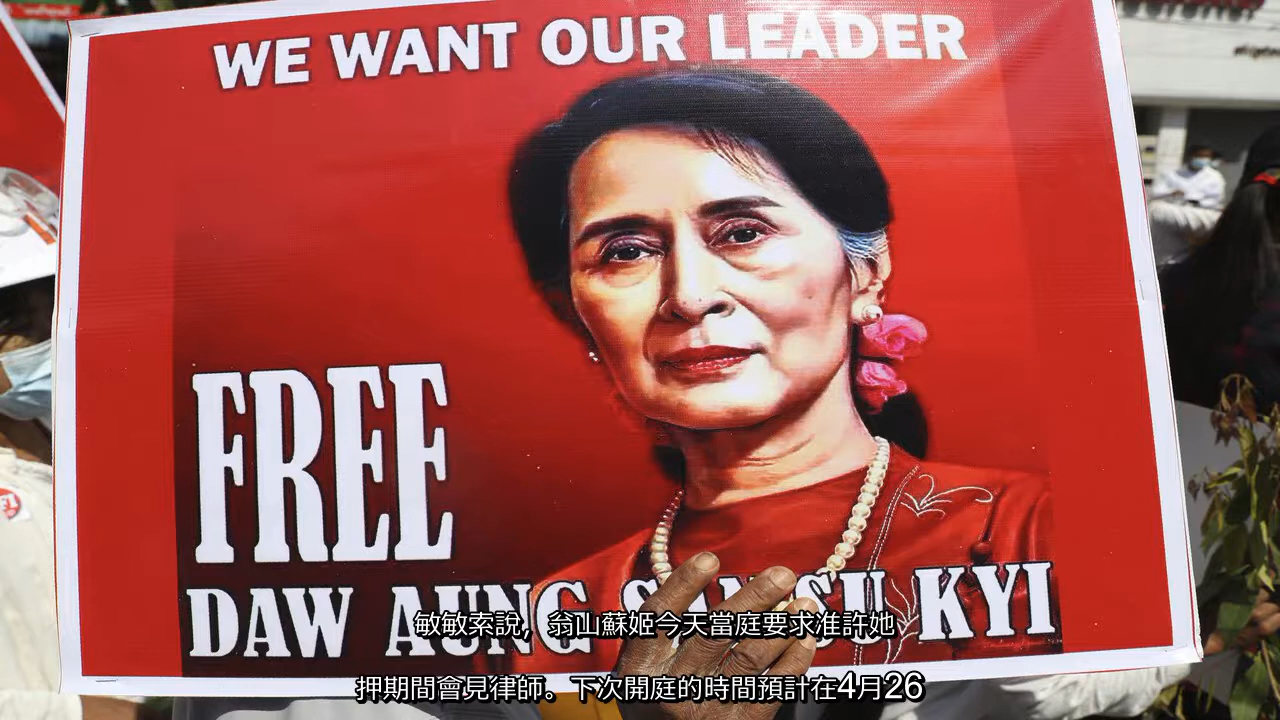 WE WANT OUR LEADER
FREE
DAW AUNG SAN SU KYI
敏敏索說，翁山蘇姬今天當庭要求准許她
押期間會見律師。下次開庭的時間預計在4月26